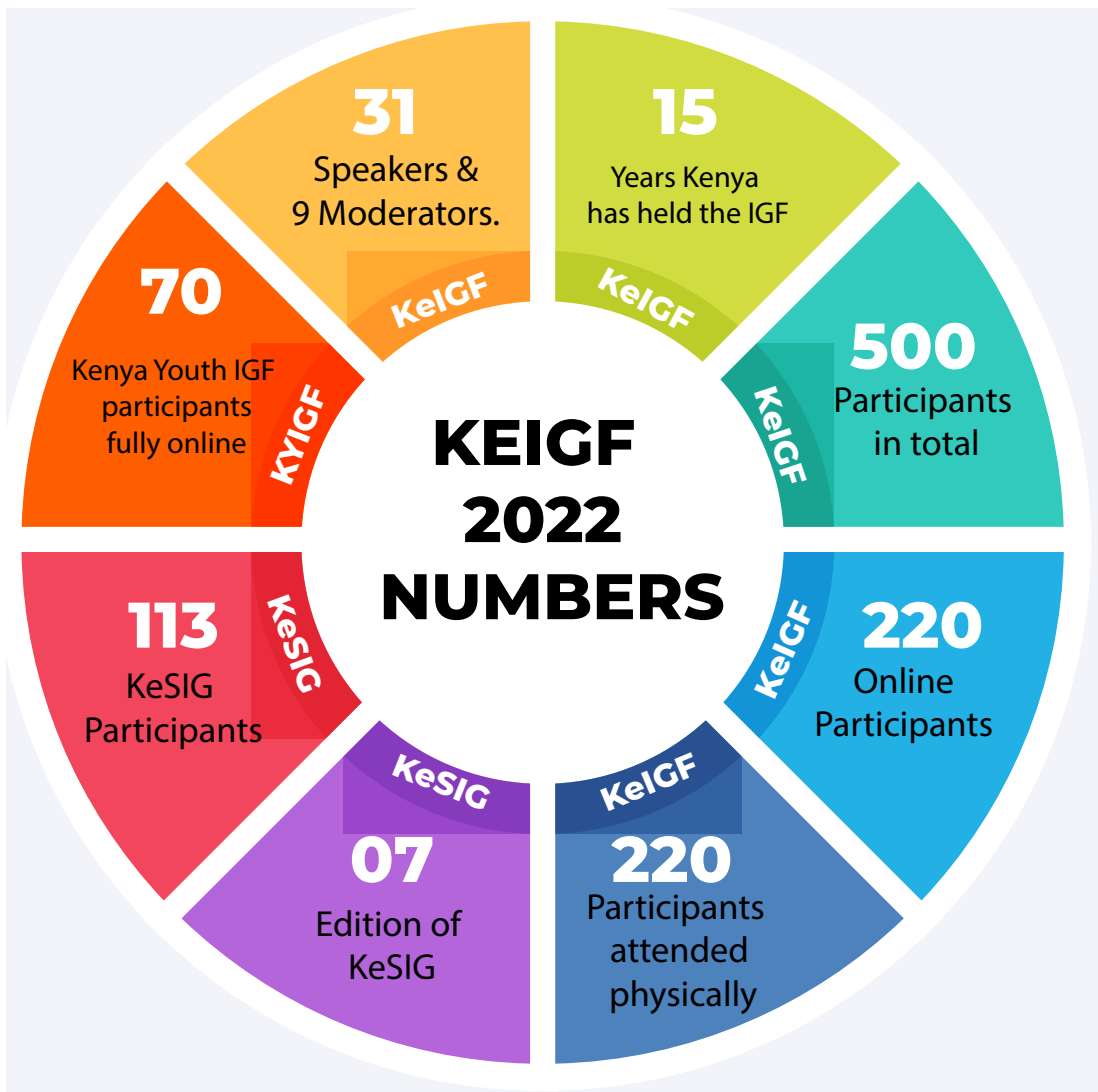 KEIGF
2022
NUMBERS
15
Years Kenya
has held the IGF
KeIGF
500
Participants
in total
KeIGF
220
Online
Participants
KeIGF
220
Participants
attended
physically
KeIGF
07
Edition of
KeSIG
KeSIG
113
KeSIG
Participants
KeSIG
70
Kenya Youth IGF
participants
fully online
KYIGF
31
Speakers &
9 Moderators.
KeIGF